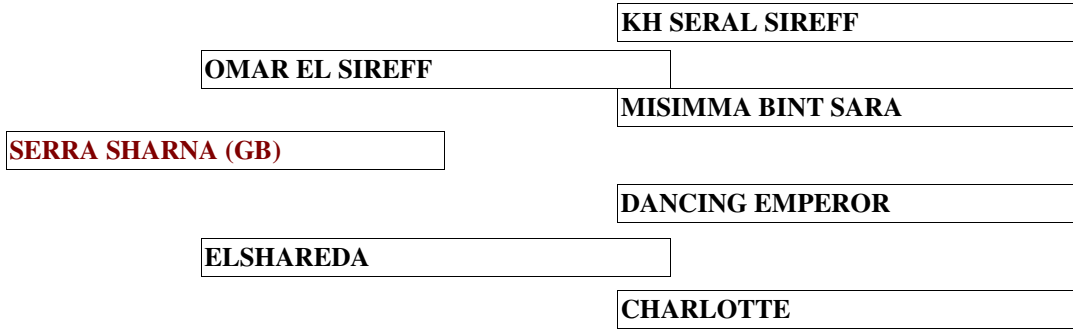 KH SERAL SIREFF
OMAR EL SIREFF
MISIMMA BINT SARA
SERRA SHARNA (GB)
DANCING EMPEROR
ELSHAREDA
CHARLOTTE